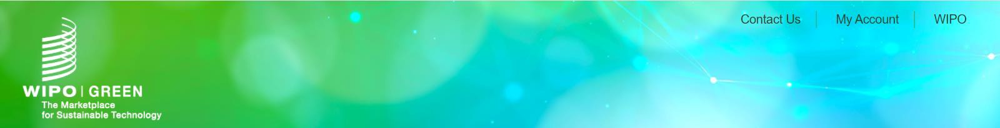 Contact Us
My Account
WIPO
WIPO | GREEN
The Marketplace
for Sustainable Technology